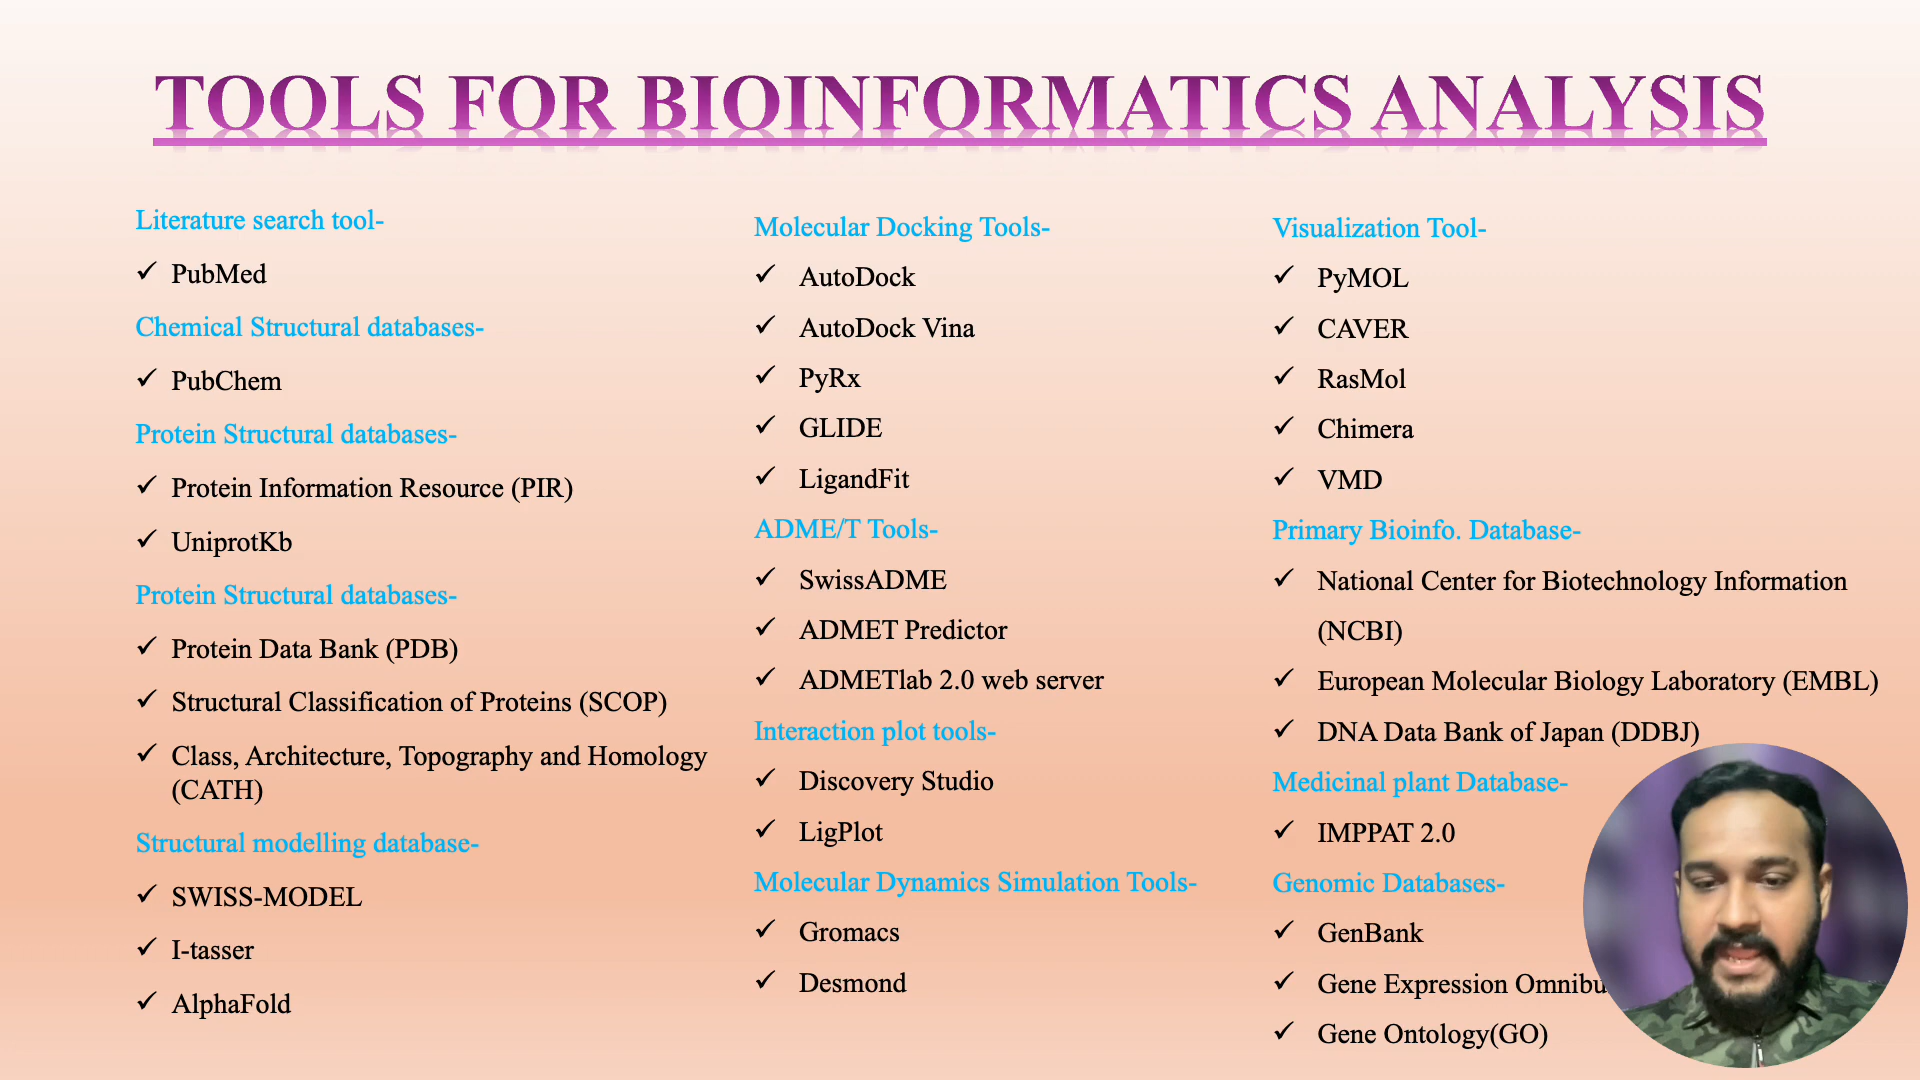 TOOLS FOR BIOINFORMATICS ANALYSIS
Literature search tool-
✓ PubMed
Chemical Structural databases-
✓ PubChem
Protein Structural databases-
✓ Protein Information Resource (PIR)
✓ UniprotKb
Protein Structural databases-
✓ Protein Data Bank (PDB)
✓ Structural Classification of Proteins (SCOP)
✓ Class, Architecture, Topography and Homology
(CATH)
Structural modelling database-
✓ SWISS-MODEL
✓ I-tasser
✓ AlphaFold
Molecular Docking Tools-
✓ AutoDock
✓ AutoDock Vina
✓ PyRx
✓ GLIDE
✓ LigandFit
ADME/T Tools-
✓ SwissADME
✓ ADMET Predictor
✓ ADMETlab 2.0 web server
Interaction plot tools-
✓ Discovery Studio
✓ LigPlot
Molecular Dynamics Simulation Tools-
✓ Gromacs
✓ Desmond
Visualization Tool-
✓ PyMOL
✓ CAVER
✓ RasMol
✓ Chimera
✓ VMD
Primary Bioinfo. Database-
✓ National Center for Biotechnology Information
(NCBI)
✓ European Molecular Biology Laboratory (EMBL)
✓ DNA Data Bank of Japan (DDBJ)
Medicinal plant Database-
✓ IMPPAT 2.0
Genomic Databases-
✓ GenBank
✓ Gene Expression Omnibu
✓ Gene Ontology(GO)